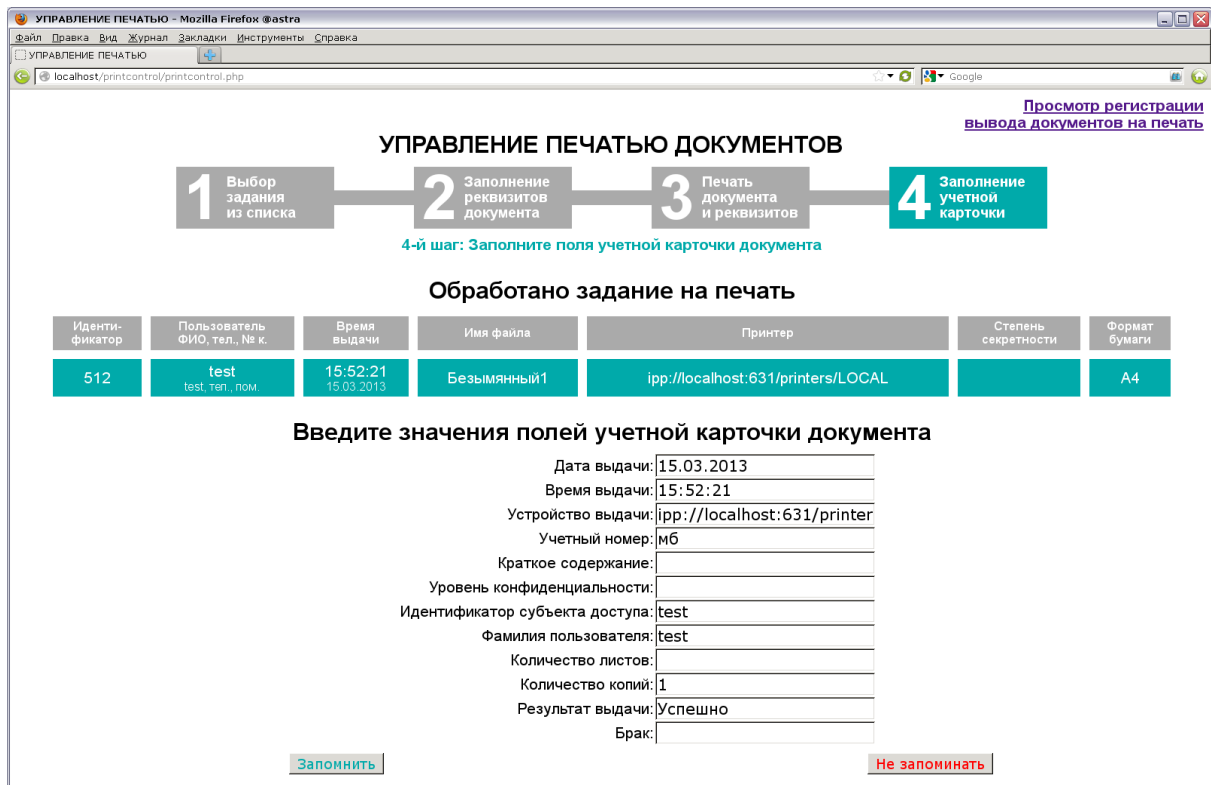 УПРАВЛЕНИЕ ПЕЧАТЬЮ - Mozilla Firefox @astra
Файл Правка Вид Журнал Закладки Инструменты Справка
УПРАВЛЕНИЕ ПЕЧАТЬЮ
localhost/printcontrol/printcontrol.php Google
Просмотр регистрации
вывода документов на печать
УПРАВЛЕНИЕ ПЕЧАТЬЮ ДОКУМЕНТОВ
1 Выбор
задания
из списка
2 Заполнение
реквизитов
документа
3 Печать
документа
и реквизитов
4 Заполнение
учетной
карточки
4-й шаг: Заполните поля учетной карточки документа
Обработано задание на печать
Иденти-
фикатор
Пользователь
ФИО, тел., № к.
Время
выдачи
Имя файла
Принтер
Степень
секретности
Формат
бумаги
512
test
test, тел., пом.
15:52:21
15.03.2013
Безымянный1
ipp://localhost:631/printers/LOCAL
A4
Введите значения полей учетной карточки документа
Дата выдачи: 15.03.2013
Время выдачи: 15:52:21
Устройство выдачи: ipp://localhost:631/printer
Учетный номер: мб
Краткое содержание:
Уровень конфиденциальности:
Идентификатор субъекта доступа: test
Фамилия пользователя: test
Количество листов:
Количество копий: 1
Результат выдачи: Успешно
Брак:
Запомнить Не запоминать